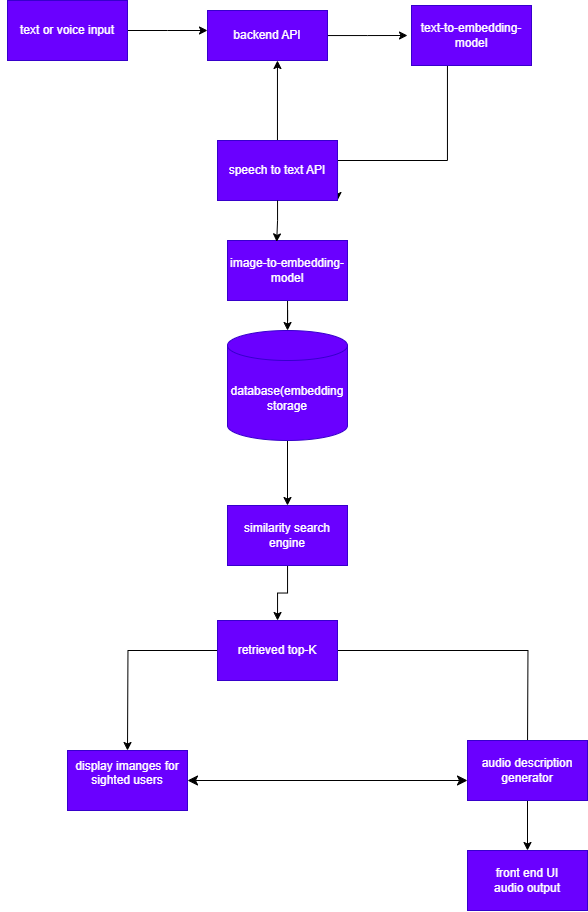 text or voice input
backend API
text-to-embedding-
model
speech to text API
image-to-embedding-
model
database(embedding
storage
similarity search
engine
retrieved top-K
display imanges for
sighted users
audio description
generator
front end UI
audio output